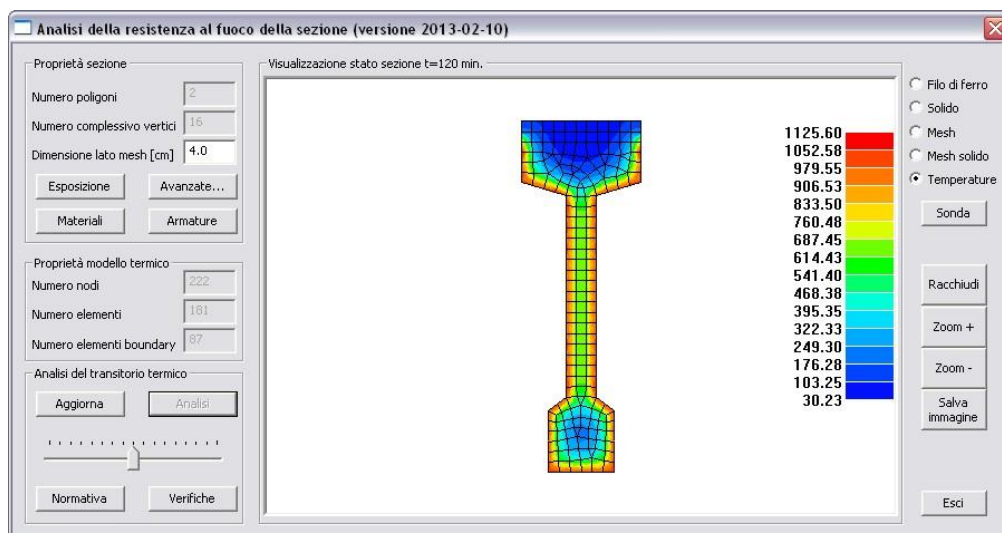 Analisi della resistenza al fuoco della sezione (versione 2013-02-10)
Proprietà sezione
Numero poligoni 2
Numero complessivo vertici 16
Dimensione lato mesh [cm] 4.0
Esposizione Avanzate...
Materiali Armature
Proprietà modello termico
Numero nodi 222
Numero elementi 181
Numero elementi boundary 87
Analisi del transitorio termico
Aggiorna Analisi
Normativa Verifiche
Visualizzazione stato sezione t=120 min.
1125.60
1052.58
979.55
906.53
833.50
760.48
687.45
614.43
541.40
468.38
395.35
322.33
249.30
176.28
103.25
30.23
Filo di ferro
Solido
Mesh
Mesh solido
Temperature
Sonda
Racchiudi
Zoom +
Zoom -
Salva
immagine
Esci